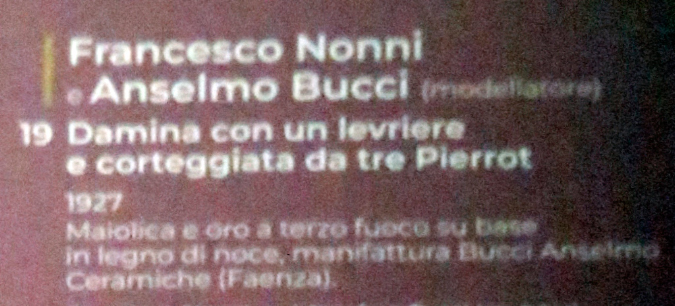 Francesco Nonni
e Anselmo Bucci (modellatore)
19 Damina con un levriere
e corteggiata da tre Pierrot
1927
Maiolica e oro a terzo fuoco su base
in legno di noce, manifattura Bucci Anselmo
Ceramiche (Faenza).